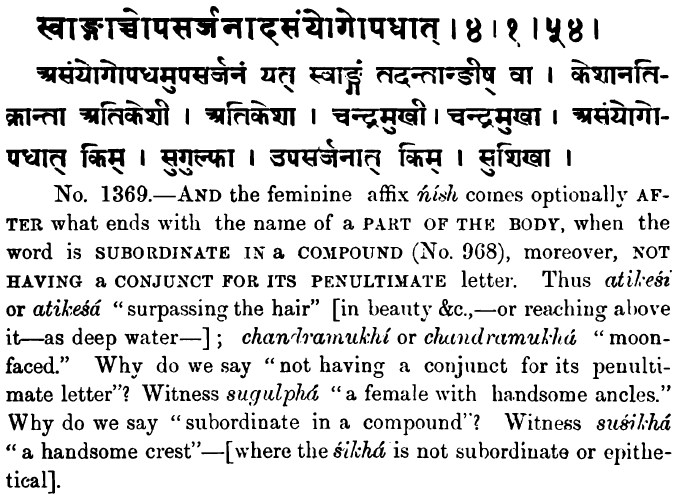 स्वाङ्गाच्चोपसर्जनादसंयोगोपधात् । ४ । १ । ५४ ।
असंयोगोपधमुपसर्जनं यत् स्वाङ्गं तदन्तान्ङीष् वा । केशानति-
क्रान्ता अतिकेशी । अतिकेशा । चन्द्रमुखी । चन्द्रमुखा । असंयोगो-
पधात् किम् । सुगुल्फा । उपसर्जनात् किम् । सुशिखा ।
No. 1369.—AND the feminine affix ńísh comes optionally AF-
TER what ends with the name of a PART OF THE BODY, when the
word is SUBORDINATE IN a COMPOUND (No. 968), moreover, NOT
HAVING a CONJUNCT FOR ITS PENULTIMATE letter. Thus atikeśí
or atikeśá “surpassing the hair” [in beauty &c.,—or reaching above
it—as deep water—] ; chandramukhí or chandramukhá “moon-
faced.” Why do we say “not having a conjunct for its penulti-
mate letter”? Witness sugulphá “a female with handsome ancles.”
Why do we say “subordinate in a compound”? Witness suśikhá
“a handsome crest”—[where the śikhá is not subordinate or epithe-
tical].